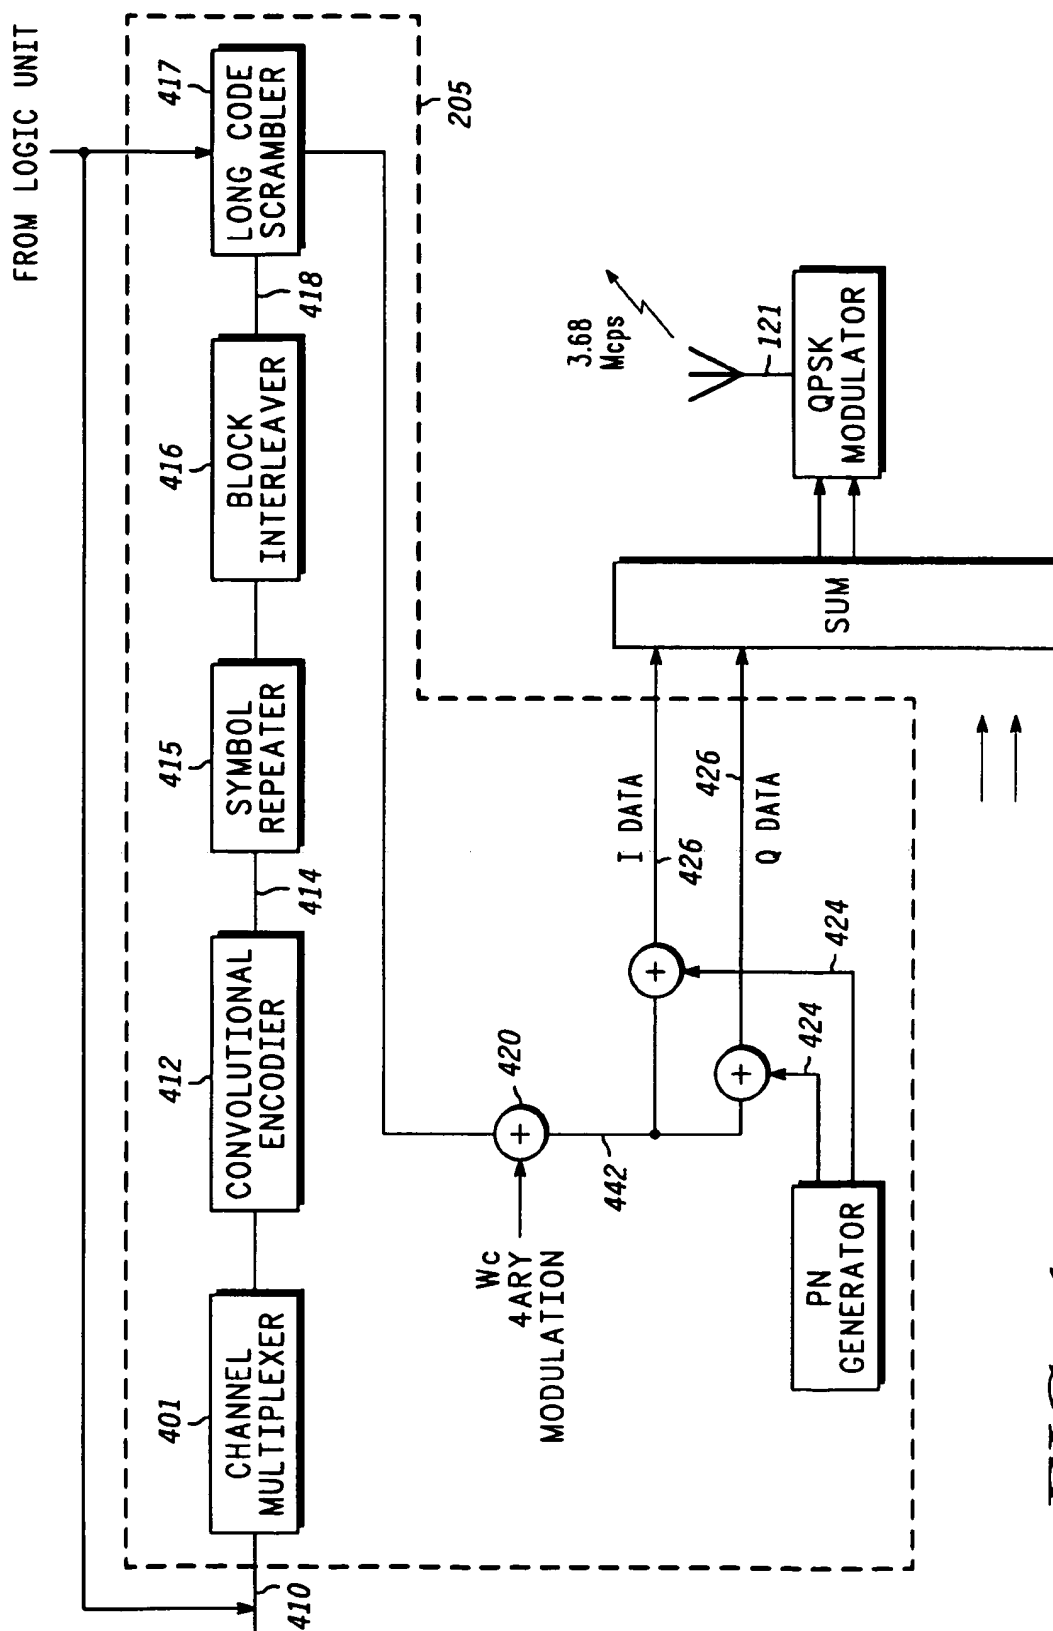 FROM LOGIC UNIT
401
412
415
416
417
CHANNEL
MULTIPLEXER
CONVOLUTIONAL
ENCODIER
SYMBOL
REPEATER
BLOCK
INTERLEAVER
LONG CODE
SCRAMBLER
410
414
418
205
420
Wc
4ARY
MODULATION
442
3.68
Mcps
I DATA
426
426
Q DATA
121
424
424
PN
GENERATOR
SUM
QPSK
MODULATOR